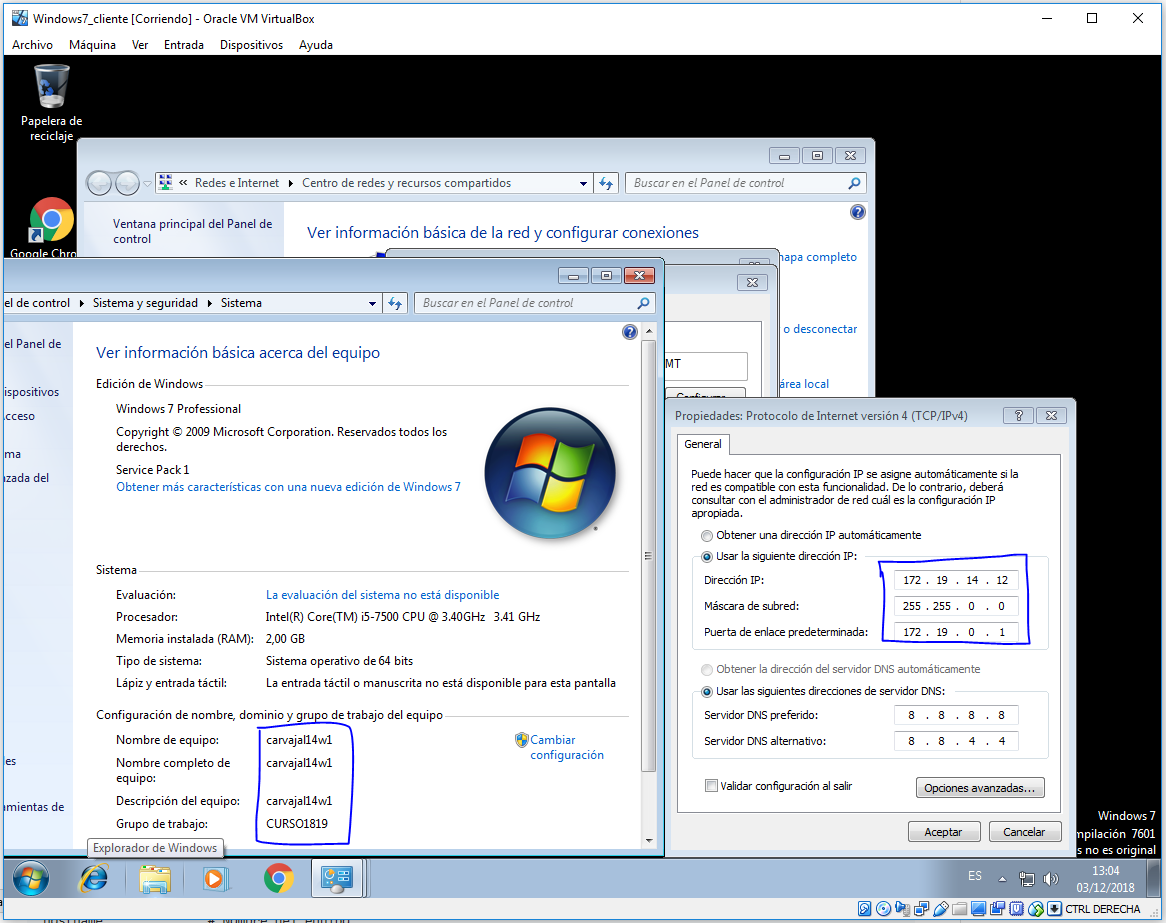 Windows7_cliente [Corriendo] - Oracle VM VirtualBox
Archivo Máquina Ver Entrada Dispositivos Ayuda
Papelera de
reciclaje
Google Chro
« Redes e Internet Centro de redes y recursos compartidos
Buscar en el Panel de control
Ventana principal del Panel de
control
Ver información básica de la red y configurar conexiones
mapa completo
o desconectar
área local
MT
el de control Sistema y seguridad Sistema
Buscar en el Panel de control
el Panel de
ispositivos
cceso
ma
nzada del
es
amientas de
Ver información básica acerca del equipo
Edición de Windows
Windows 7 Professional
Copyright © 2009 Microsoft Corporation. Reservados todos los
derechos.
Service Pack 1
Obtener más características con una nueva edición de Windows 7
Sistema
Evaluación: La evaluación del sistema no está disponible
Procesador: Intel(R) Core(TM) i5-7500 CPU @ 3.40GHz 3.41 GHz
Memoria instalada (RAM): 2,00 GB
Tipo de sistema: Sistema operativo de 64 bits
Lápiz y entrada táctil: La entrada táctil o manuscrita no está disponible para esta pantalla
Configuración de nombre, dominio y grupo de trabajo del equipo
Nombre de equipo: carvajal14w1
Cambiar
configuración
Nombre completo de
equipo:
carvajal14w1
Descripción del equipo: carvajal14w1
Grupo de trabajo: CURSO1819
Explorador de Windows
Propiedades: Protocolo de Internet versión 4 (TCP/IPv4)
General
Puede hacer que la configuración IP se asigne automáticamente si la
red es compatible con esta funcionalidad. De lo contrario, deberá
consultar con el administrador de red cuál es la configuración IP
apropiada.
Obtener una dirección IP automáticamente
Usar la siguiente dirección IP:
Dirección IP: 172 . 19 . 14 . 12
Máscara de subred: 255 . 255 . 0 . 0
Puerta de enlace predeterminada: 172 . 19 . 0 . 1
Obtener la dirección del servidor DNS automáticamente
Usar las siguientes direcciones de servidor DNS:
Servidor DNS preferido: 8 . 8 . 8 . 8
Servidor DNS alternativo: 8 . 8 . 4 . 4
Validar configuración al salir
Opciones avanzadas...
Aceptar Cancelar
Windows 7
mpilación 7601
s no es original
ES
13:04
03/12/2018
CTRL DERECHA